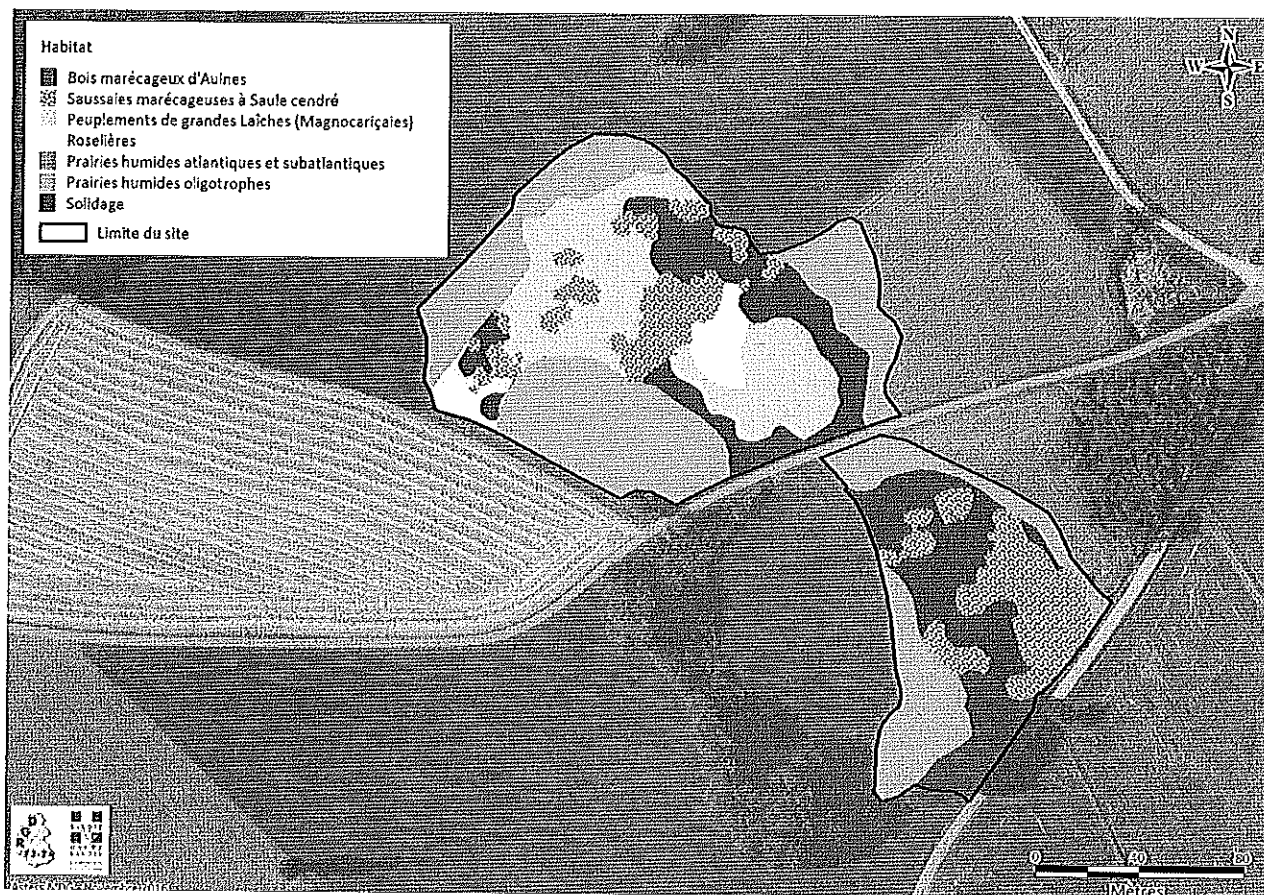 Habitat
Bois marécageux d'Aulnes
Saussaies marécageuses à Saule cendré
Peuplements de grandes Laîches (Magnocariçaies)
Roselières
Prairies humides atlantiques et subatlantiques
Prairies humides oligotrophes
Solidage
Limite du site
N
W E
S
0 40 80
Mètres